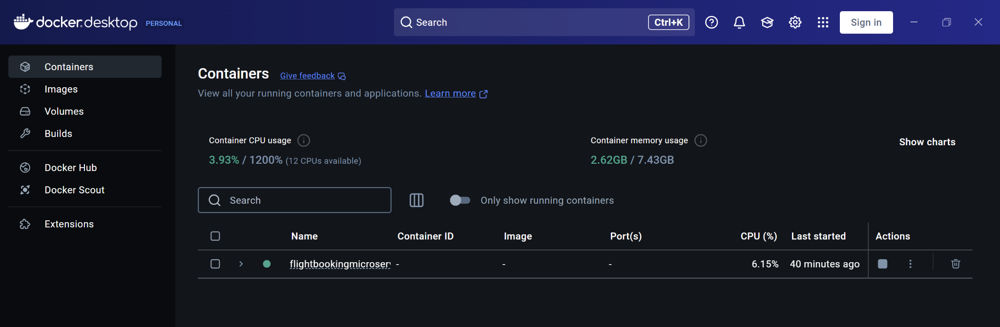 docker desktop PERSONAL
Search Ctrl+K
Sign in
Containers
Images
Volumes
Builds
Docker Hub
Docker Scout
Extensions
Containers Give feedback
View all your running containers and applications. Learn more
Container CPU usage
3.93% / 1200% (12 CPUs available)
Container memory usage
2.62GB / 7.43GB
Show charts
Search
Only show running containers
Name Container ID Image Port(s) CPU (%) Last started Actions
flightbookingmicroserv - - - 6.15% 40 minutes ago